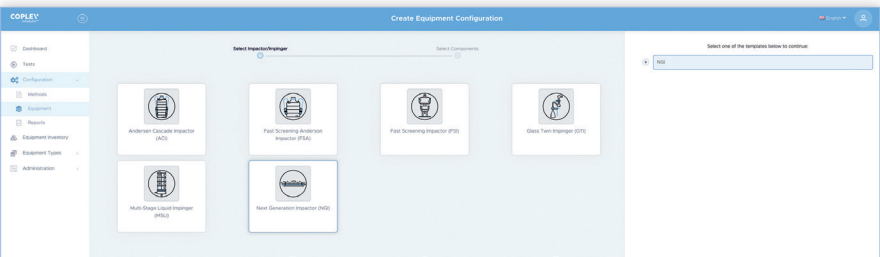 COPLEY
Create Equipment Configuration
English
Dashboard
Tests
Configuration
Methods
Equipment
Reports
Equipment Inventory
Equipment Types
Administration
Select Impactor/Impinger
Select Components
Andersen Cascade Impactor
(ACI)
Fast Screening Andersen
Impactor (FSA)
Fast Screening Impactor (FSI)
Glass Twin Impinger (GTI)
Multi-Stage Liquid Impinger
(MSLI)
Next Generation Impactor (NGI)
Select one of the templates below to continue:
NGI